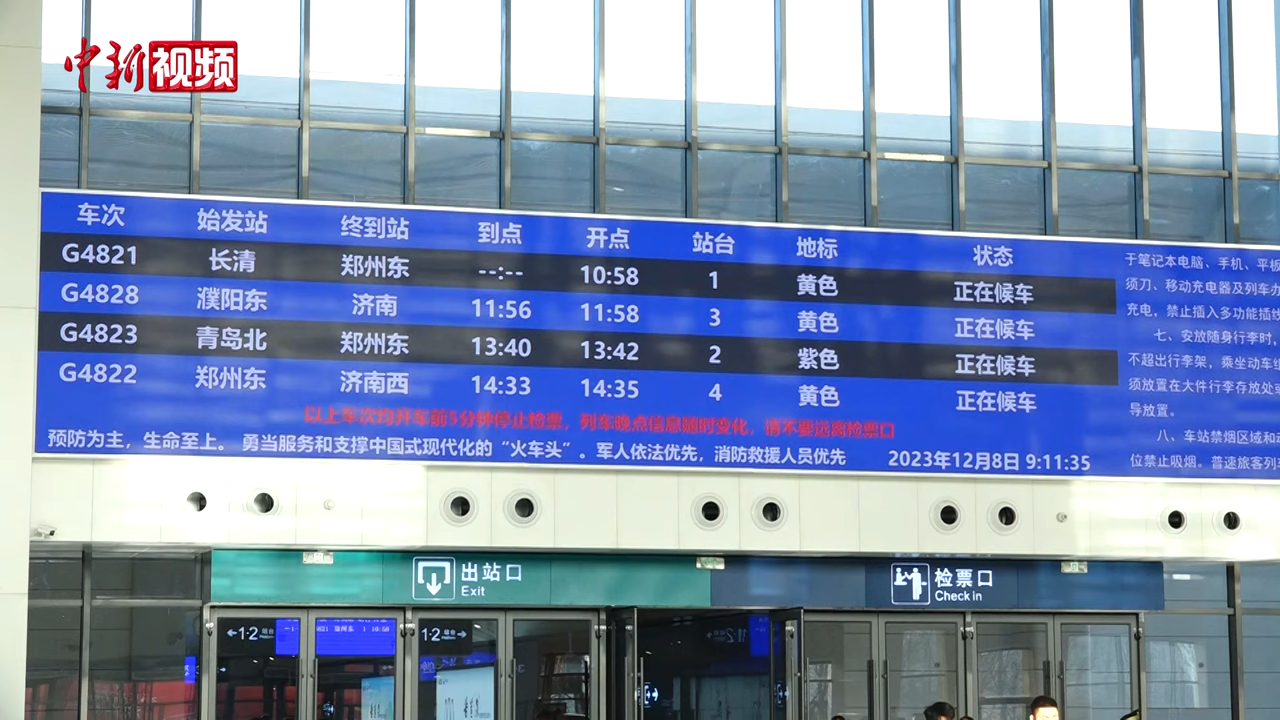 中新视频
车次 始发站 终到站 到点 开点 站台 地标 状态
G4821 长清 郑州东 --:-- 10:58 1 黄色 正在候车
G4828 濮阳东 济南 11:56 11:58 3 黄色 正在候车
G4823 青岛北 郑州东 13:40 13:42 2 紫色 正在候车
G4822 郑州东 济南西 14:33 14:35 4 黄色 正在候车
以上车次均开车前5分钟停止检票，列车晚点信息随时变化，请不要远离检票口
预防为主，生命至上。 勇当服务和支撑中国式现代化的“火车头”。军人依法优先，消防救援人员优先
2023年12月8日 9:11:35
于笔记本电脑、手机、平板
须刀、移动充电器及列车办
充电，禁止插入多功能插线
七、安放随身行李时，
不超出行李架，乘坐动车组
须放置在大件行李存放处或
导放置。
八、车站禁烟区域和动
位禁止吸烟。普速旅客列车
出站口
Exit
检票口
Check in
←1·2 站台
1·2 站台→